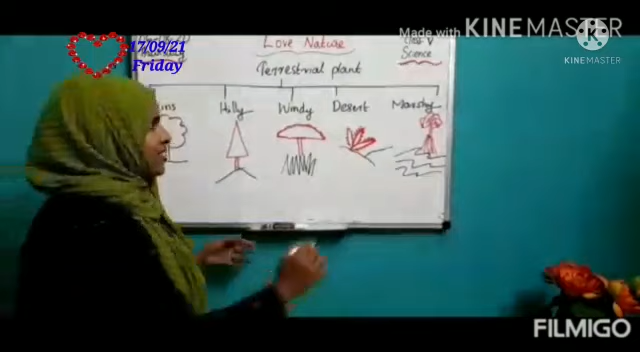 Made with KINEMASTER
KINEMASTER
17/09/21
Friday
Love Nature
Class V
Science
Terrestrial plant
Hilly
Windy
Desert
Marshy
FILMIGO